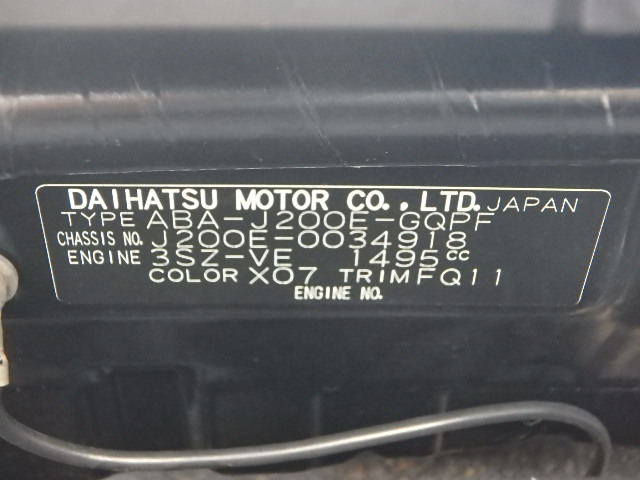 DAIHATSU MOTOR CO., LTD. JAPAN
TYPE ABA-J200E-GQPF
CHASSIS NO. J200E-0034918
ENGINE 3SZ-VE 1495cc
COLOR X07 TRIM FQ11
ENGINE NO.